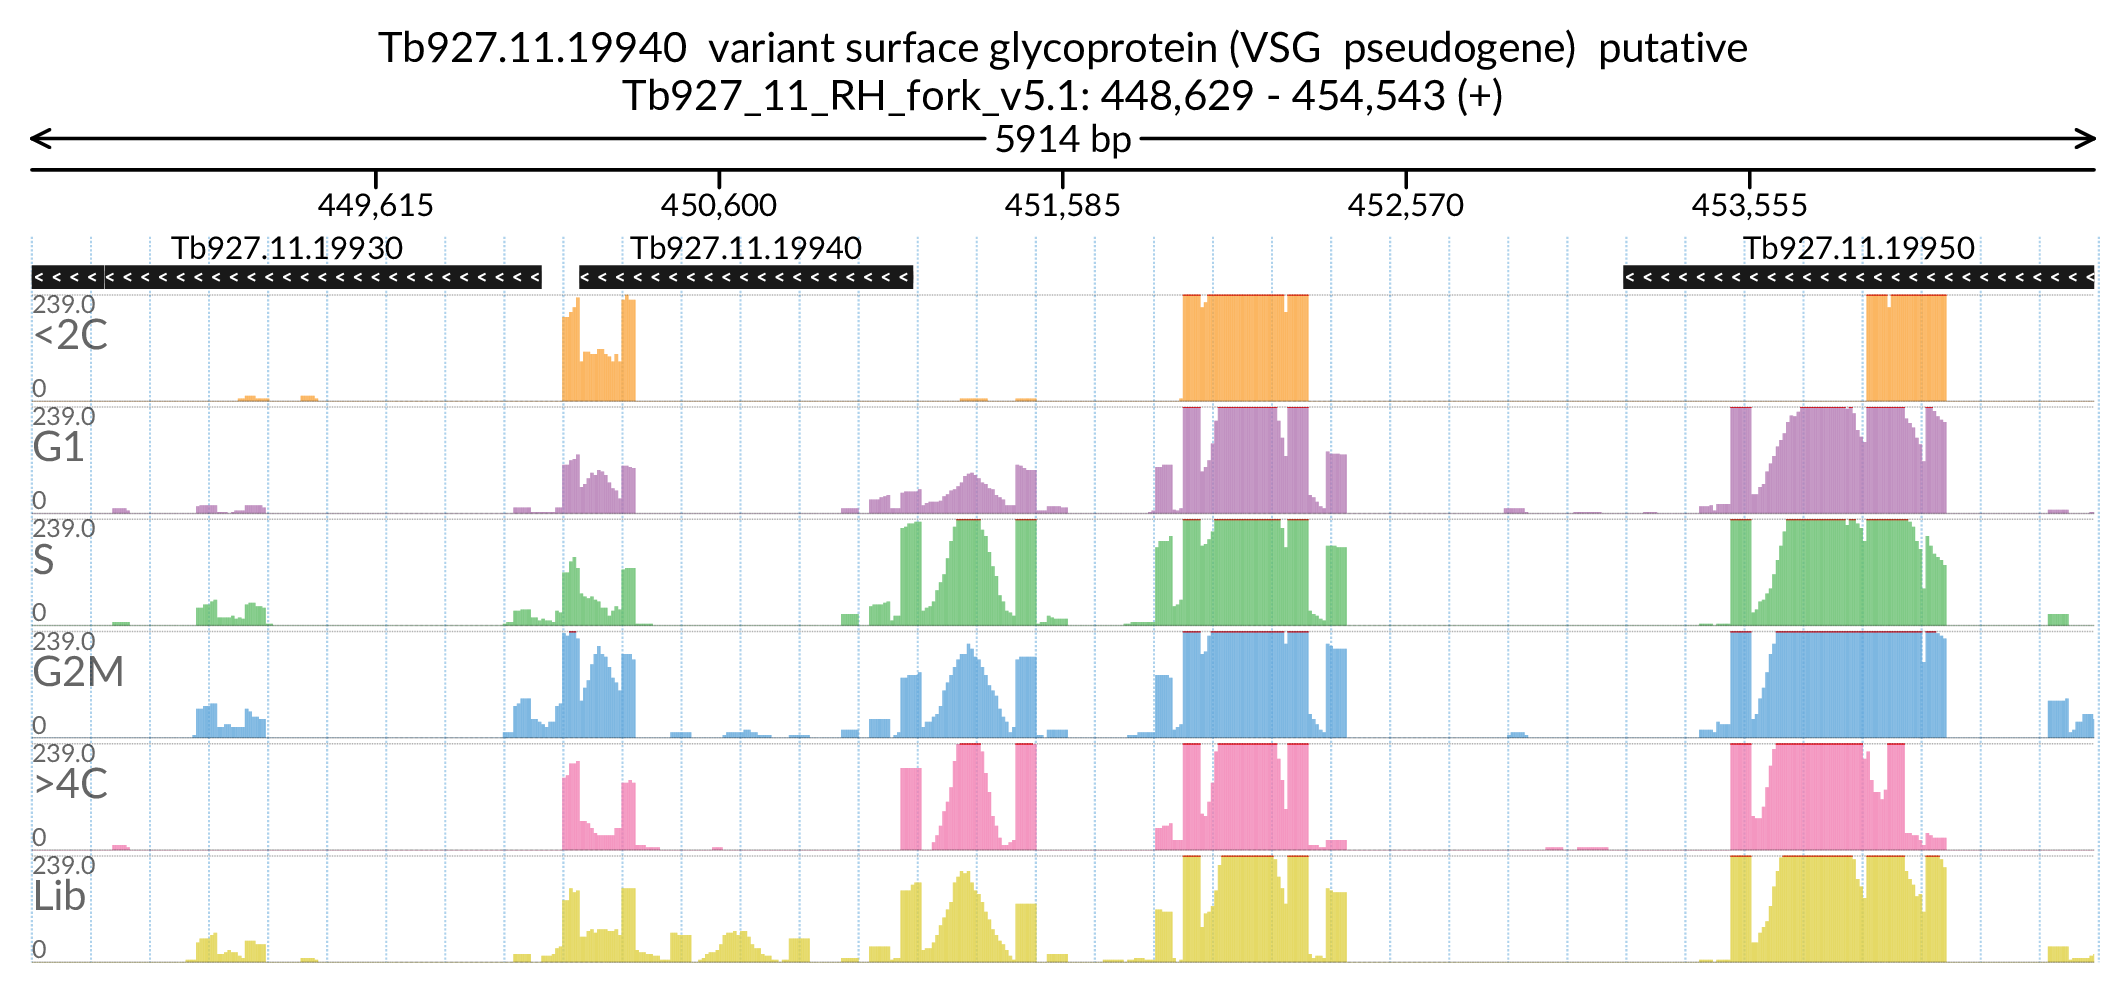 Tb927.11.19940  variant surface glycoprotein (VSG  pseudogene)  putative
Tb927_11_RH_fork_v5.1: 448,629 - 454,543 (+)
5914 bp
449,615 450,600 451,585 452,570 453,555
Tb927.11.19930 Tb927.11.19940 Tb927.11.19950
239.0
<2C
0
239.0
G1
0
239.0
S
0
239.0
G2M
0
239.0
>4C
0
239.0
Lib
0